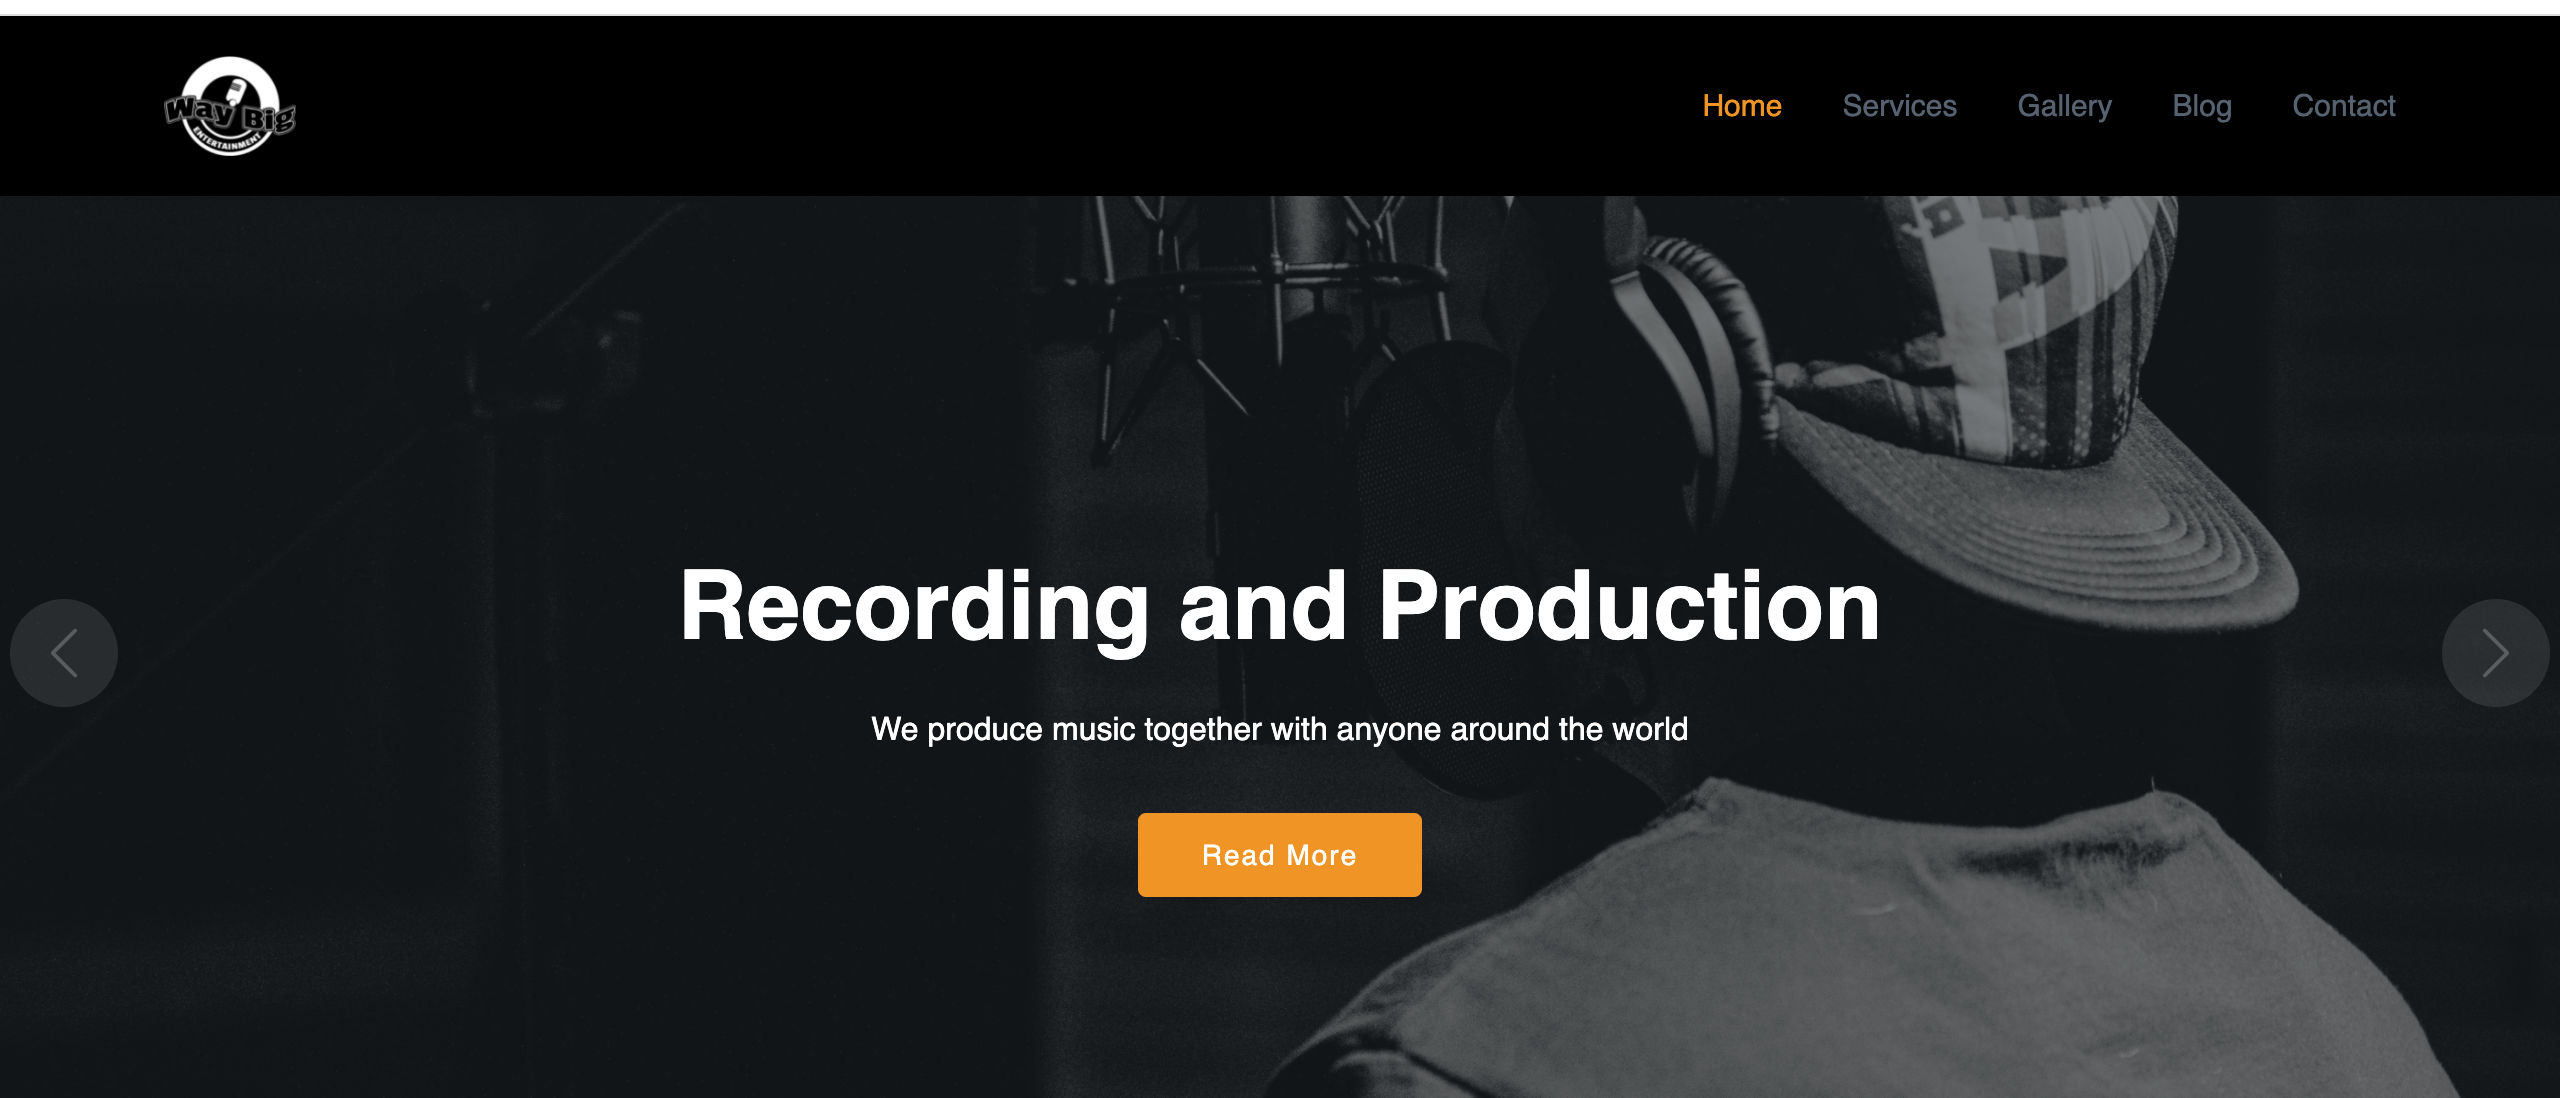 Way Big
ENTERTAINMENT
Home Services Gallery Blog Contact
Recording and Production
We produce music together with anyone around the world
Read More